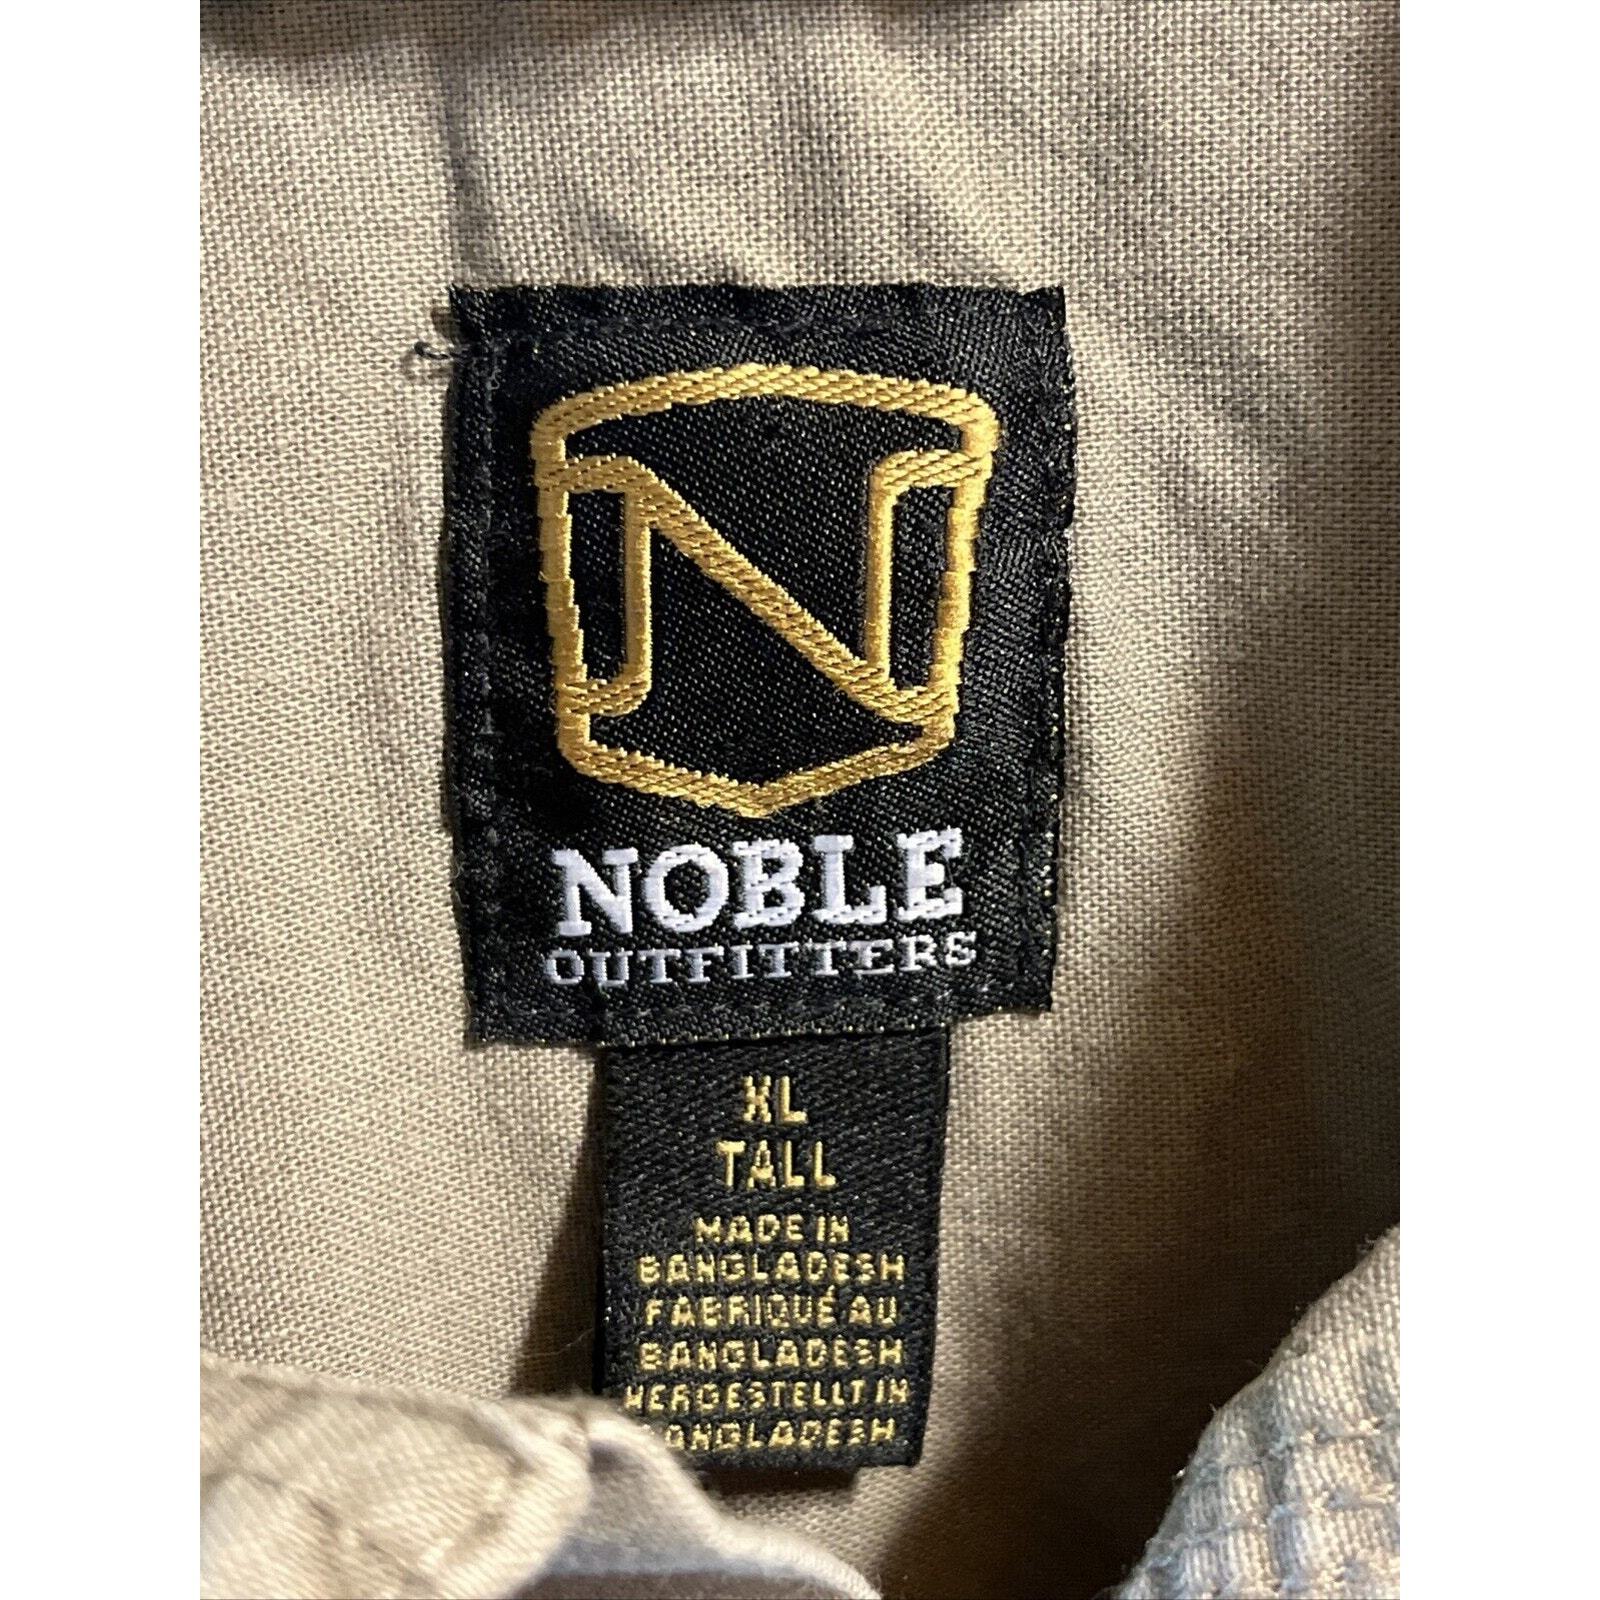 N
NOBLE
OUTFITTERS
XL
TALL
MADE IN
BANGLADESH
FABRIQUÉ AU
BANGLADESH
HERGESTELLT IN
BANGLADESH